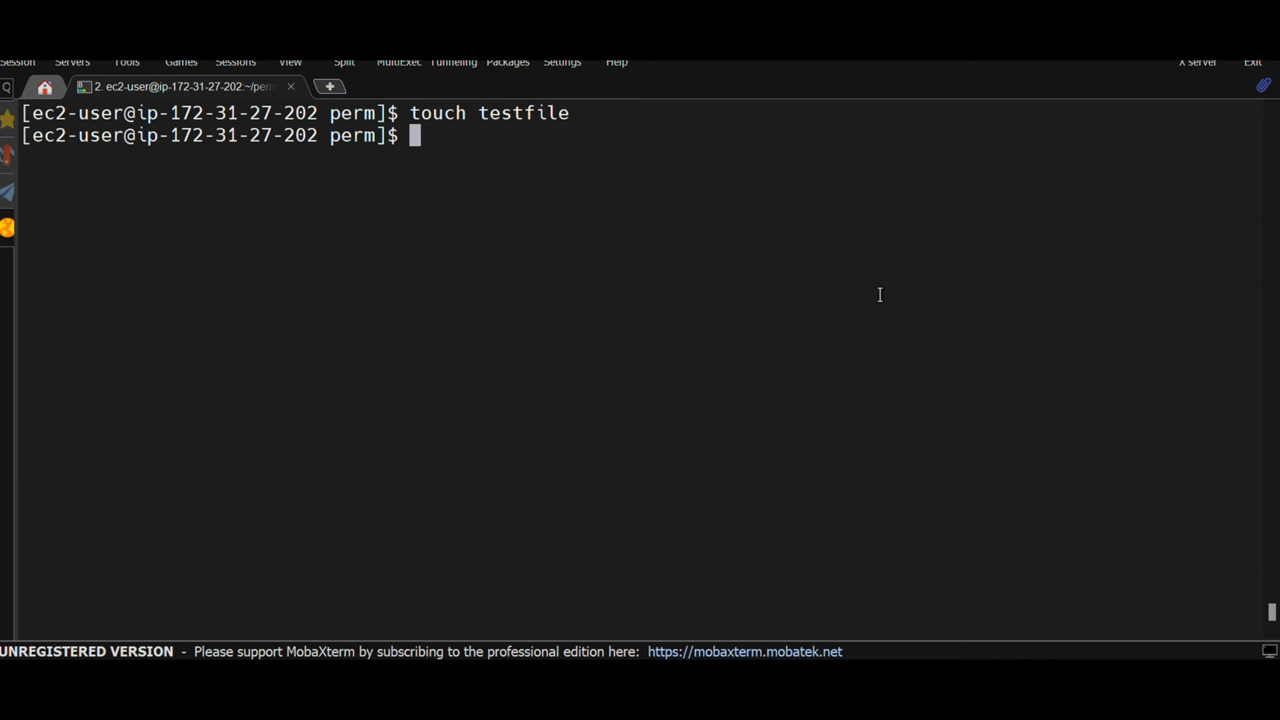 Session Servers Tools Games Sessions View Split MultiExec Tunneling Packages Settings Help X server Exit
2. ec2-user@ip-172-31-27-202:~/perm
[ec2-user@ip-172-31-27-202 perm]$ touch testfile
[ec2-user@ip-172-31-27-202 perm]$
UNREGISTERED VERSION - Please support MobaXterm by subscribing to the professional edition here: https://mobaxterm.mobatek.net